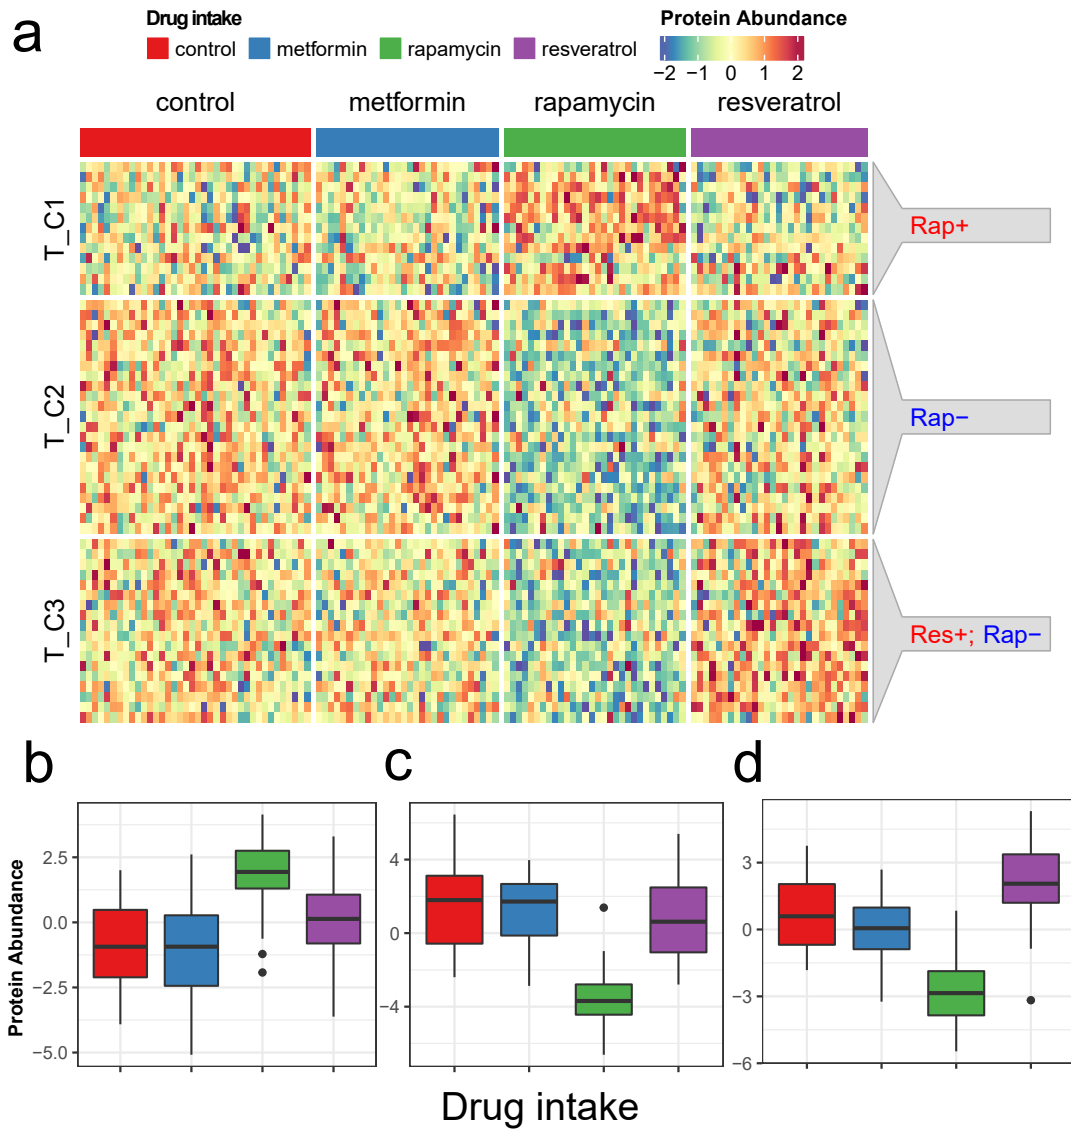 a
Drug intake
control metformin rapamycin resveratrol
Protein Abundance
−2 −1 0 1 2
control metformin rapamycin resveratrol
T_C1
Rap+
T_C2
Rap−
T_C3
Res+; Rap−
b c d
Protein Abundance
2.5
0.0
−2.5
−5.0
4
0
−4
3
0
−3
−6
Drug intake